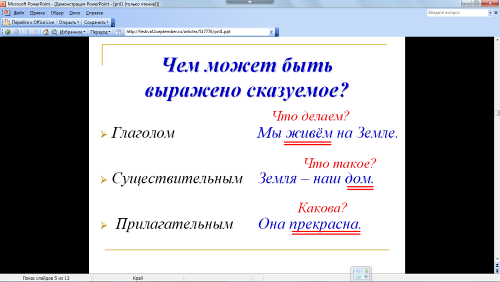 Microsoft PowerPoint - [Демонстрация PowerPoint - [pril1 [только чтение]]]
Файл Правка Обзор Вид Окно Справка
Введите вопрос
Перейти к Office Live Открыть Сохранить
Избранное Переход http://festival.1september.ru/articles/517776/pril1.ppt
Чем может быть
выражено сказуемое?
Что делаем?
Глаголом Мы живём на Земле.
Что такое?
Существительным Земля – наш дом.
Какова?
Прилагательным Она прекрасна.
Показ слайдов 5 из 13 Край